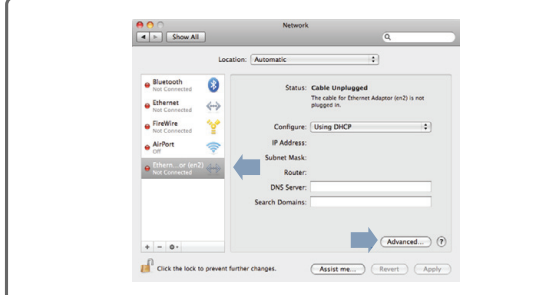 Network
Show All
Location: Automatic
Bluetooth
Not Connected
Ethernet
Not Connected
FireWire
Not Connected
AirPort
Off
Ethern...or (en2)
Not Connected
Status: Cable Unplugged
The cable for Ethernet Adaptor (en2) is not
plugged in.
Configure: Using DHCP
IP Address:
Subnet Mask:
Router:
DNS Server:
Search Domains:
Advanced... ?
+ −
Click the lock to prevent further changes.
Assist me... Revert Apply